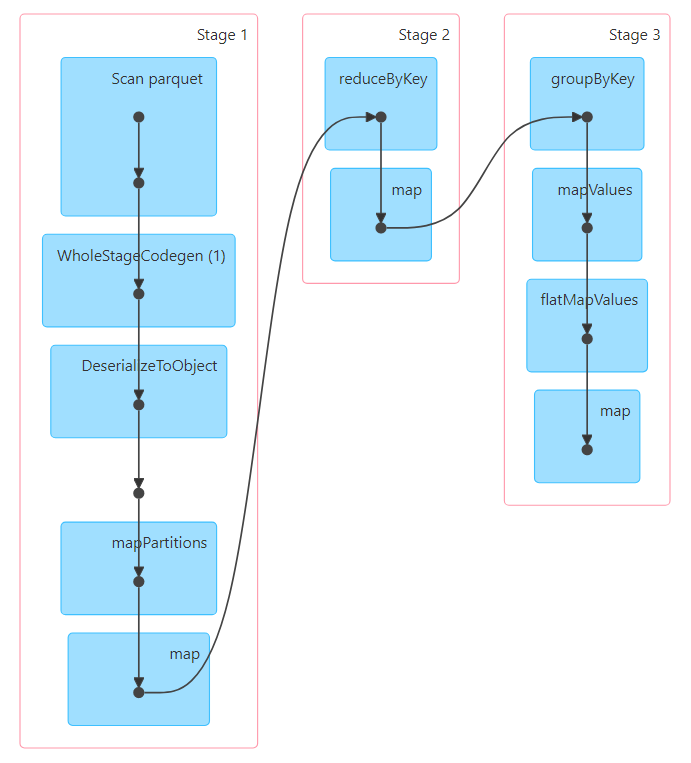 Stage 1
Scan parquet
WholeStageCodegen (1)
DeserializeToObject
mapPartitions
map
Stage 2
reduceByKey
map
Stage 3
groupByKey
mapValues
flatMapValues
map